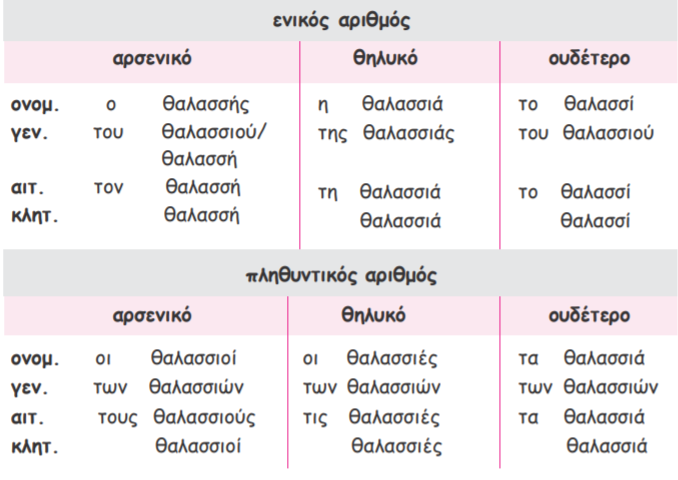 ενικός αριθμός
αρσενικό θηλυκό ουδέτερο
ονομ. ο θαλασσής η θαλασσιά το θαλασσί
γεν. του θαλασσιού/ της θαλασσιάς του θαλασσιού
θαλασσή
αιτ. τον θαλασσή τη θαλασσιά το θαλασσί
κλητ. θαλασσή θαλασσιά θαλασσί
πληθυντικός αριθμός
αρσενικό θηλυκό ουδέτερο
ονομ. οι θαλασσιοί οι θαλασσιές τα θαλασσιά
γεν. των θαλασσιών των θαλασσιών των θαλασσιών
αιτ. τους θαλασσιούς τις θαλασσιές τα θαλασσιά
κλητ. θαλασσιοί θαλασσιές θαλασσιά